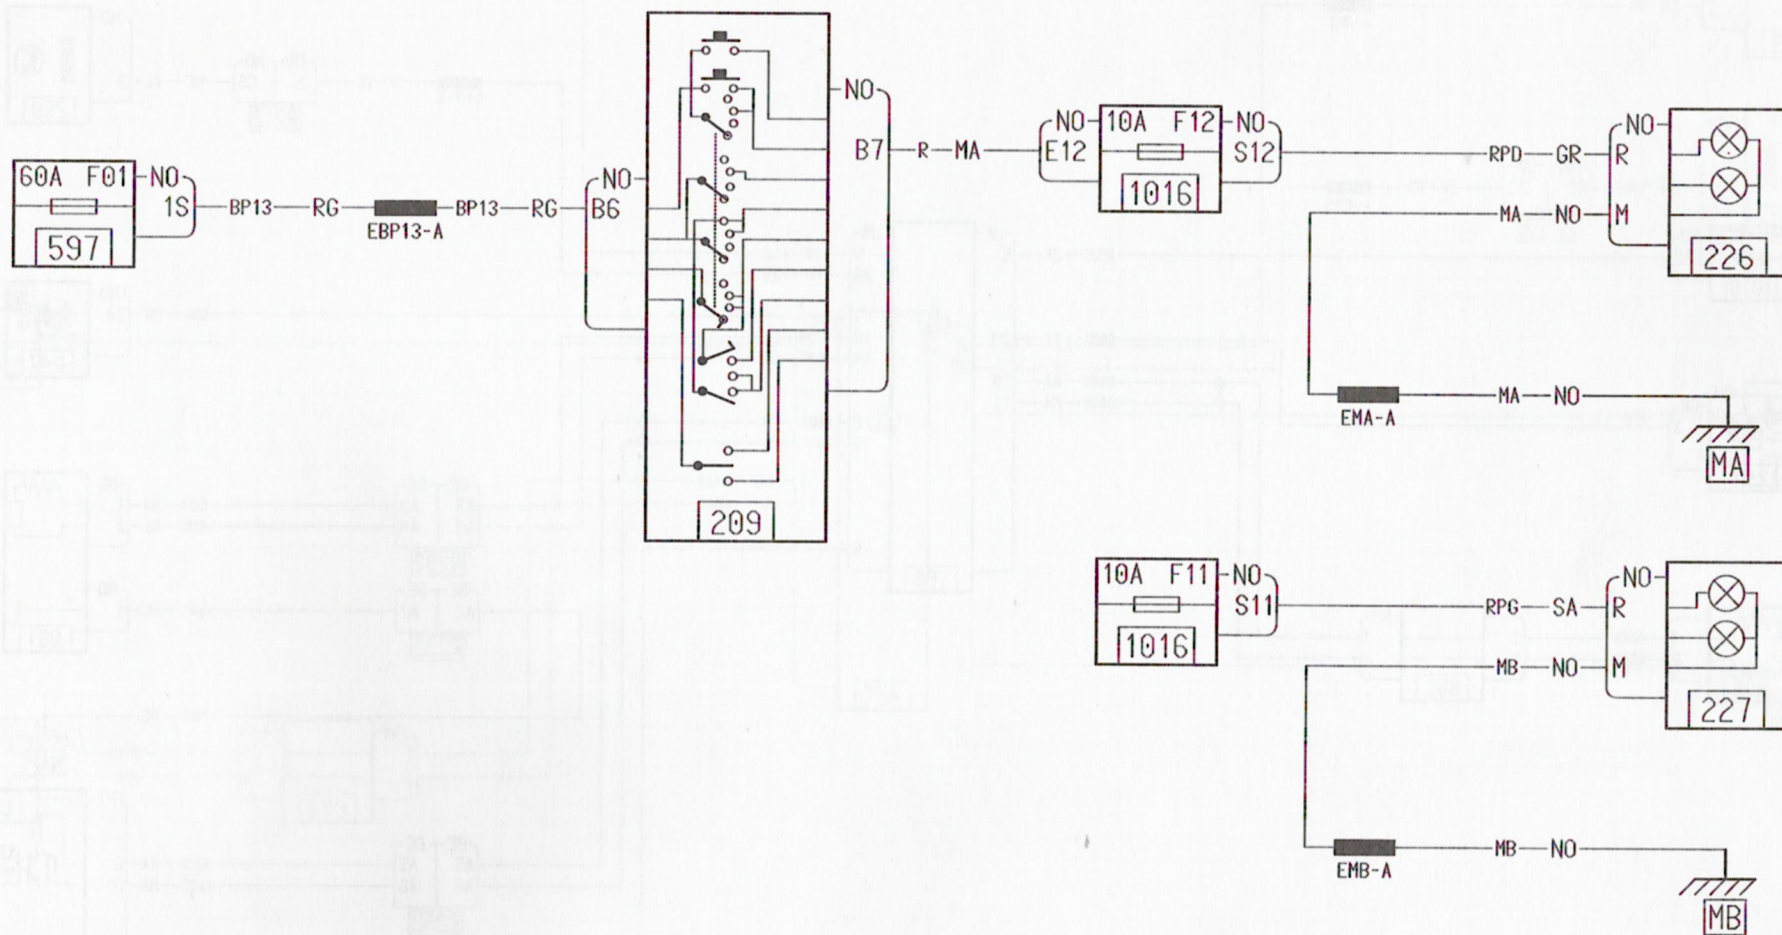 60A F01 NO
1S
597
BP13 RG
EBP13-A
BP13 RG
NO
B6
209
NO
B7
R MA
NO
E12
10A F12 NO
S12
1016
RPD GR
NO
R
MA NO M
226
EMA-A
MA NO
MA
10A F11 NO
S11
1016
RPG SA
NO
R
MB NO M
227
EMB-A
MB NO
MB